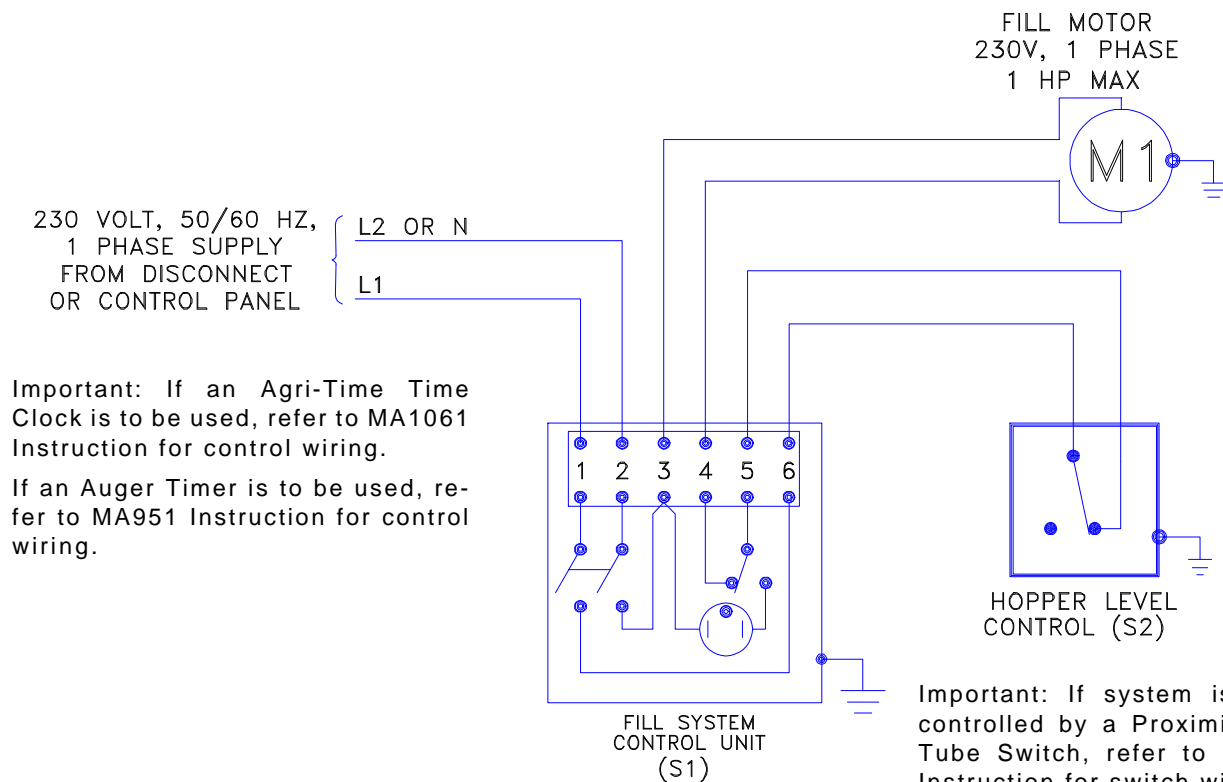 FILL MOTOR
230V, 1 PHASE
1 HP MAX
M1
230 VOLT, 50/60 HZ,
1 PHASE SUPPLY
FROM DISCONNECT
OR CONTROL PANEL
L2 OR N
L1
Important: If an Agri-Time Time
Clock is to be used, refer to MA1061
Instruction for control wiring.
If an Auger Timer is to be used, re-
fer to MA951 Instruction for control
wiring.
1 2 3 4 5 6
HOPPER LEVEL
CONTROL (S2)
FILL SYSTEM
CONTROL UNIT
(S1)
Important: If system is
controlled by a Proximi
Tube Switch, refer to
Instruction for switch wi